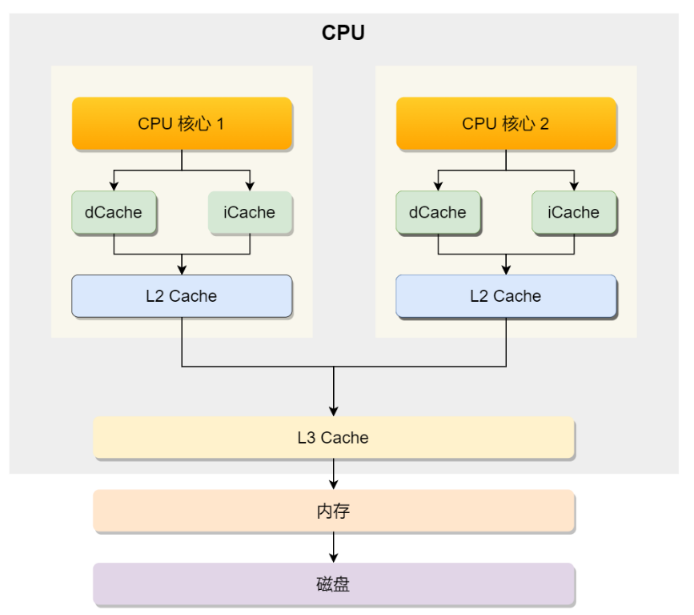 CPU
CPU 核心 1
CPU 核心 2
dCache
iCache
dCache
iCache
L2 Cache
L2 Cache
L3 Cache
内存
磁盘